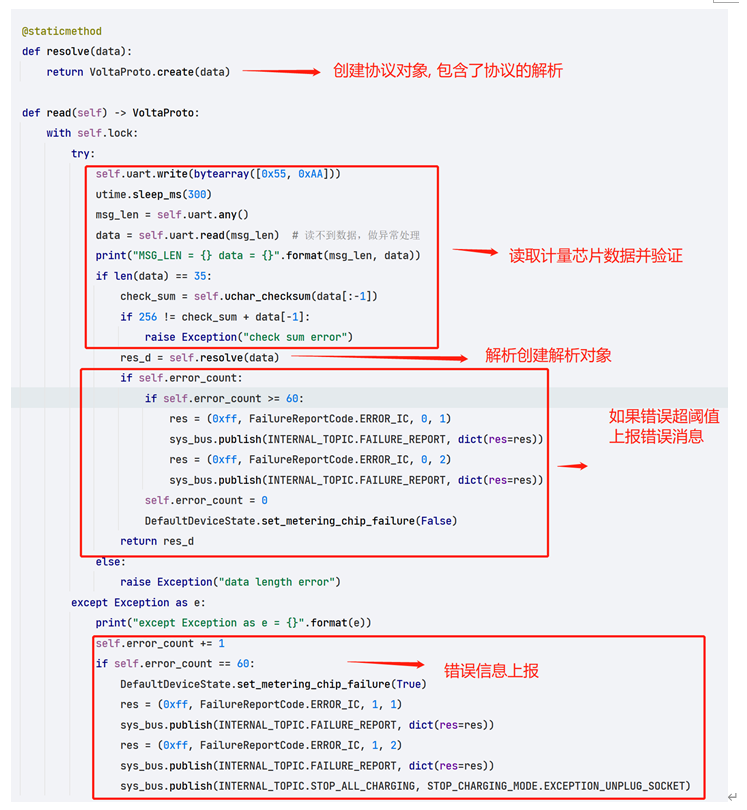 @staticmethod
def resolve(data):
return VoltaProto.create(data)
创建协议对象, 包含了协议的解析
def read(self) -> VoltaProto:
with self.lock:
try:
self.uart.write(bytearray([0x55, 0xAA]))
utime.sleep_ms(300)
msg_len = self.uart.any()
data = self.uart.read(msg_len)  # 读不到数据，做异常处理
print("MSG_LEN = {} data = {}".format(msg_len, data))
读取计量芯片数据并验证
if len(data) == 35:
check_sum = self.uchar_checksum(data[:-1])
if 256 != check_sum + data[-1]:
raise Exception("check sum error")
res_d = self.resolve(data)
解析创建解析对象
if self.error_count:
if self.error_count >= 60:
res = (0xff, FailureReportCode.ERROR_IC, 0, 1)
sys_bus.publish(INTERNAL_TOPIC.FAILURE_REPORT, dict(res=res))
res = (0xff, FailureReportCode.ERROR_IC, 0, 2)
sys_bus.publish(INTERNAL_TOPIC.FAILURE_REPORT, dict(res=res))
如果错误超阈值
上报错误消息
self.error_count = 0
DefaultDeviceState.set_metering_chip_failure(False)
return res_d
else:
raise Exception("data length error")
except Exception as e:
print("except Exception as e = {}".format(e))
self.error_count += 1
if self.error_count == 60:
错误信息上报
DefaultDeviceState.set_metering_chip_failure(True)
res = (0xff, FailureReportCode.ERROR_IC, 1, 1)
sys_bus.publish(INTERNAL_TOPIC.FAILURE_REPORT, dict(res=res))
res = (0xff, FailureReportCode.ERROR_IC, 1, 2)
sys_bus.publish(INTERNAL_TOPIC.FAILURE_REPORT, dict(res=res))
sys_bus.publish(INTERNAL_TOPIC.STOP_ALL_CHARGING, STOP_CHARGING_MODE.EXCEPTION_UNPLUG_SOCKET)